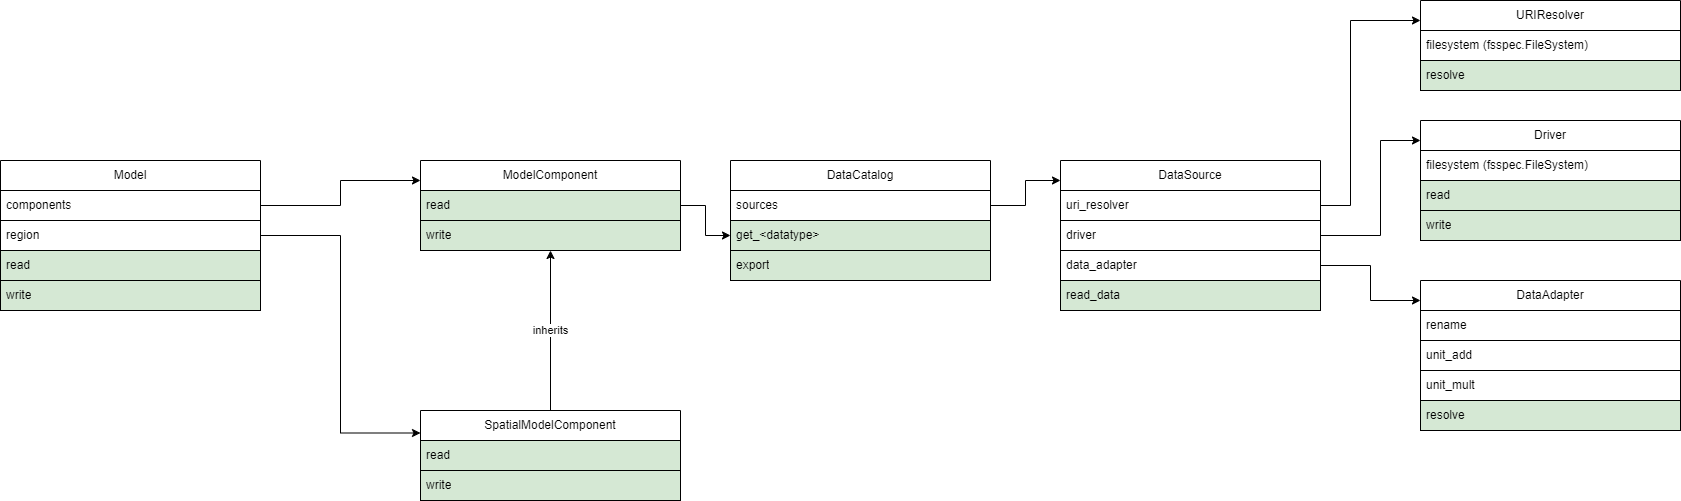 Model
components
region
read
write
ModelComponent
read
write
inherits
SpatialModelComponent
read
write
DataCatalog
sources
get_<datatype>
export
DataSource
uri_resolver
driver
data_adapter
read_data
URIResolver
filesystem (fsspec.FileSystem)
resolve
Driver
filesystem (fsspec.FileSystem)
read
write
DataAdapter
rename
unit_add
unit_mult
resolve